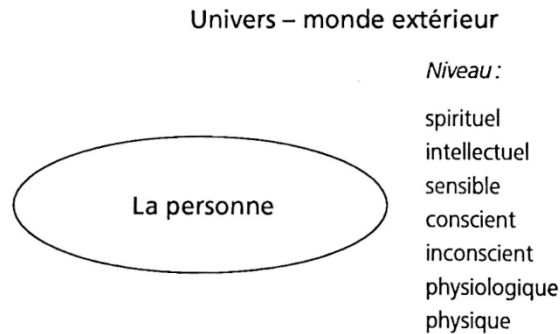 Univers – monde extérieur
Niveau :
spirituel
intellectuel
sensible
La personne
conscient
inconscient
physiologique
physique